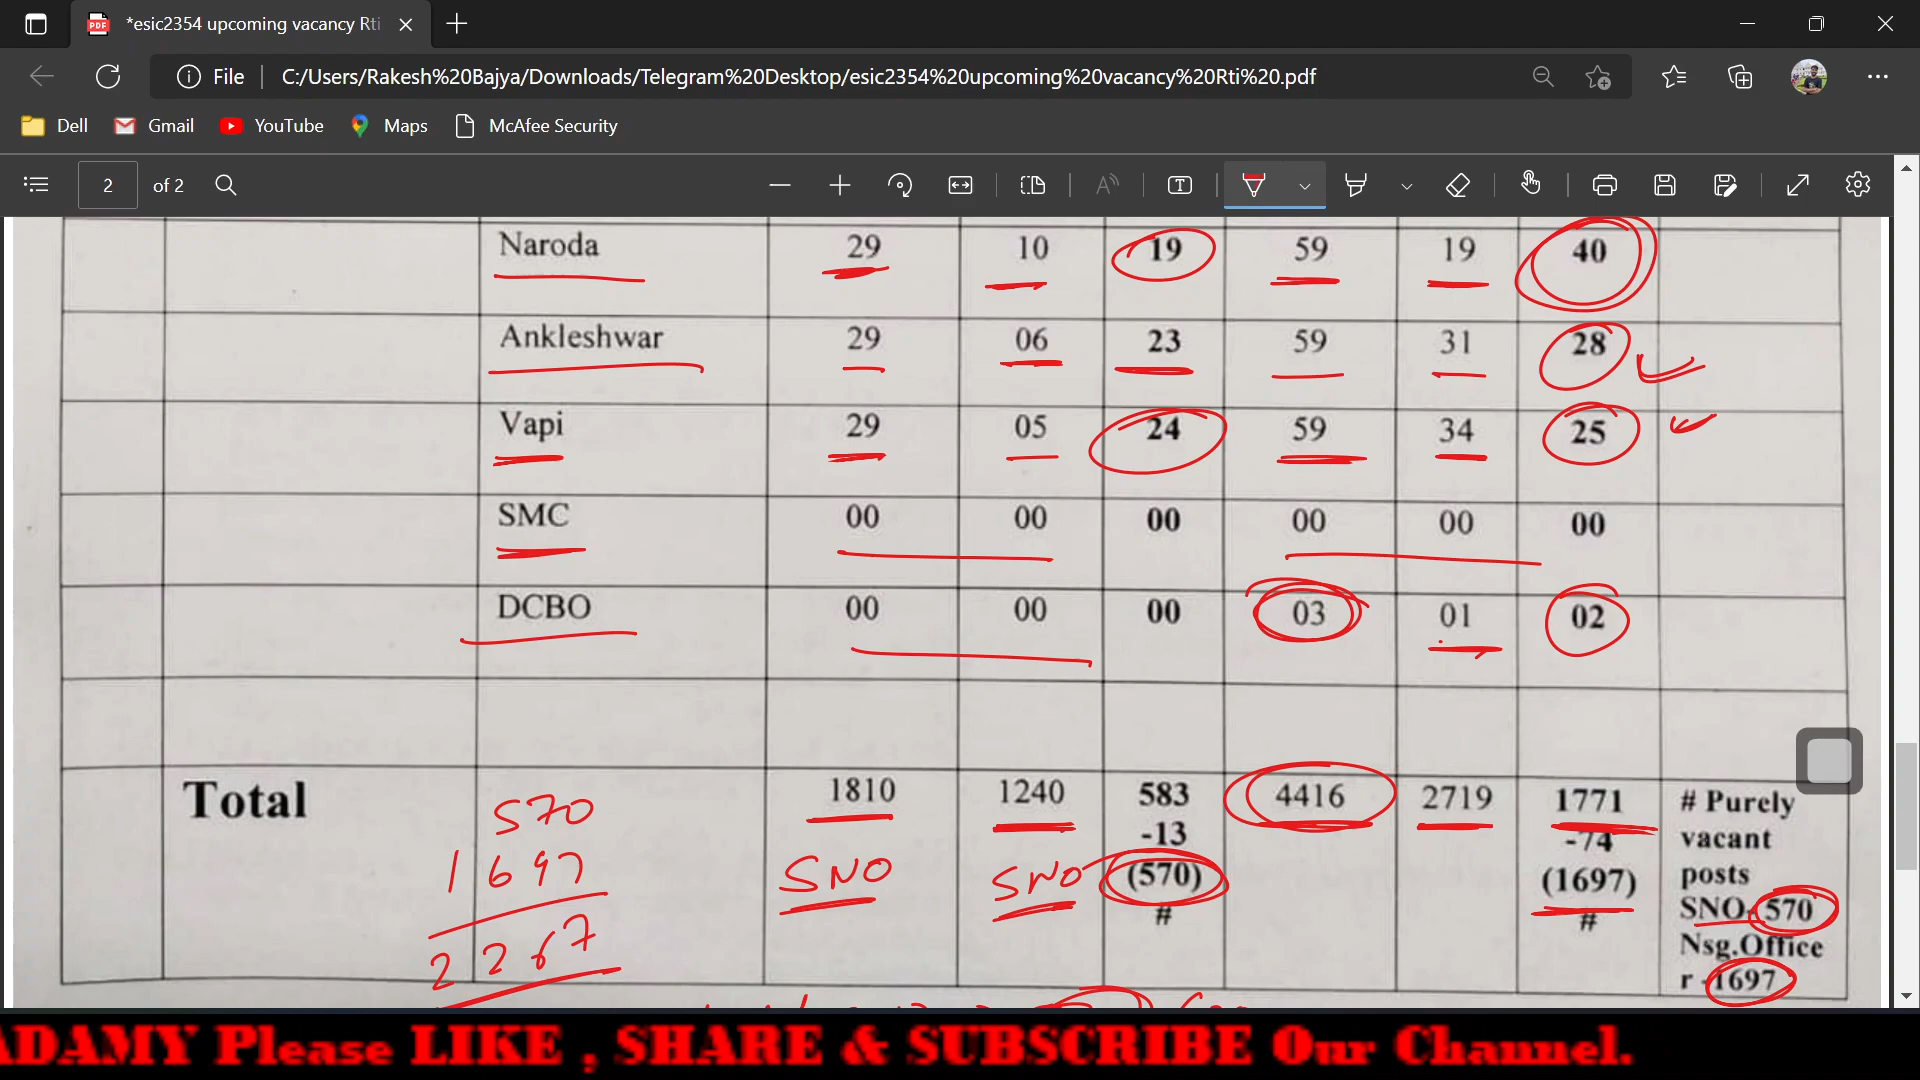 *esic2354 upcoming vacancy Rti
File C:/Users/Rakesh%20Bajya/Downloads/Telegram%20Desktop/esic2354%20upcoming%20vacancy%20Rti%20.pdf
Dell Gmail YouTube Maps McAfee Security
2 of 2
Naroda 29 10 19 59 19 40
Ankleshwar 29 06 23 59 31 28
Vapi 29 05 24 59 34 25
SMC 00 00 00 00 00 00
DCBO 00 00 00 03 01 02
Total 1810 1240 583 4416 2719 1771 # Purely
570 -13 -74 vacant
1697 SNO SNO (570) (1697) posts
# # SNO-570
2267 Nsg.Office
r -1697
ADAMY Please LIKE , SHARE & SUBSCRIBE Our Channel.